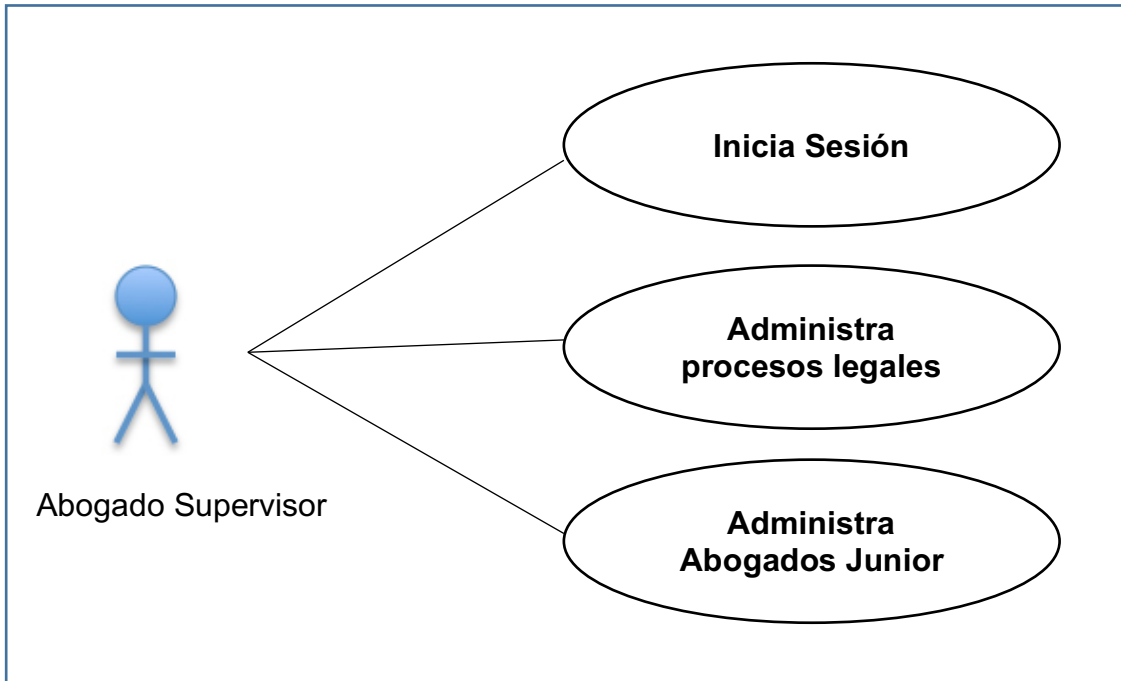 Inicia Sesión
Administra
procesos legales
Abogado Supervisor
Administra
Abogados Junior